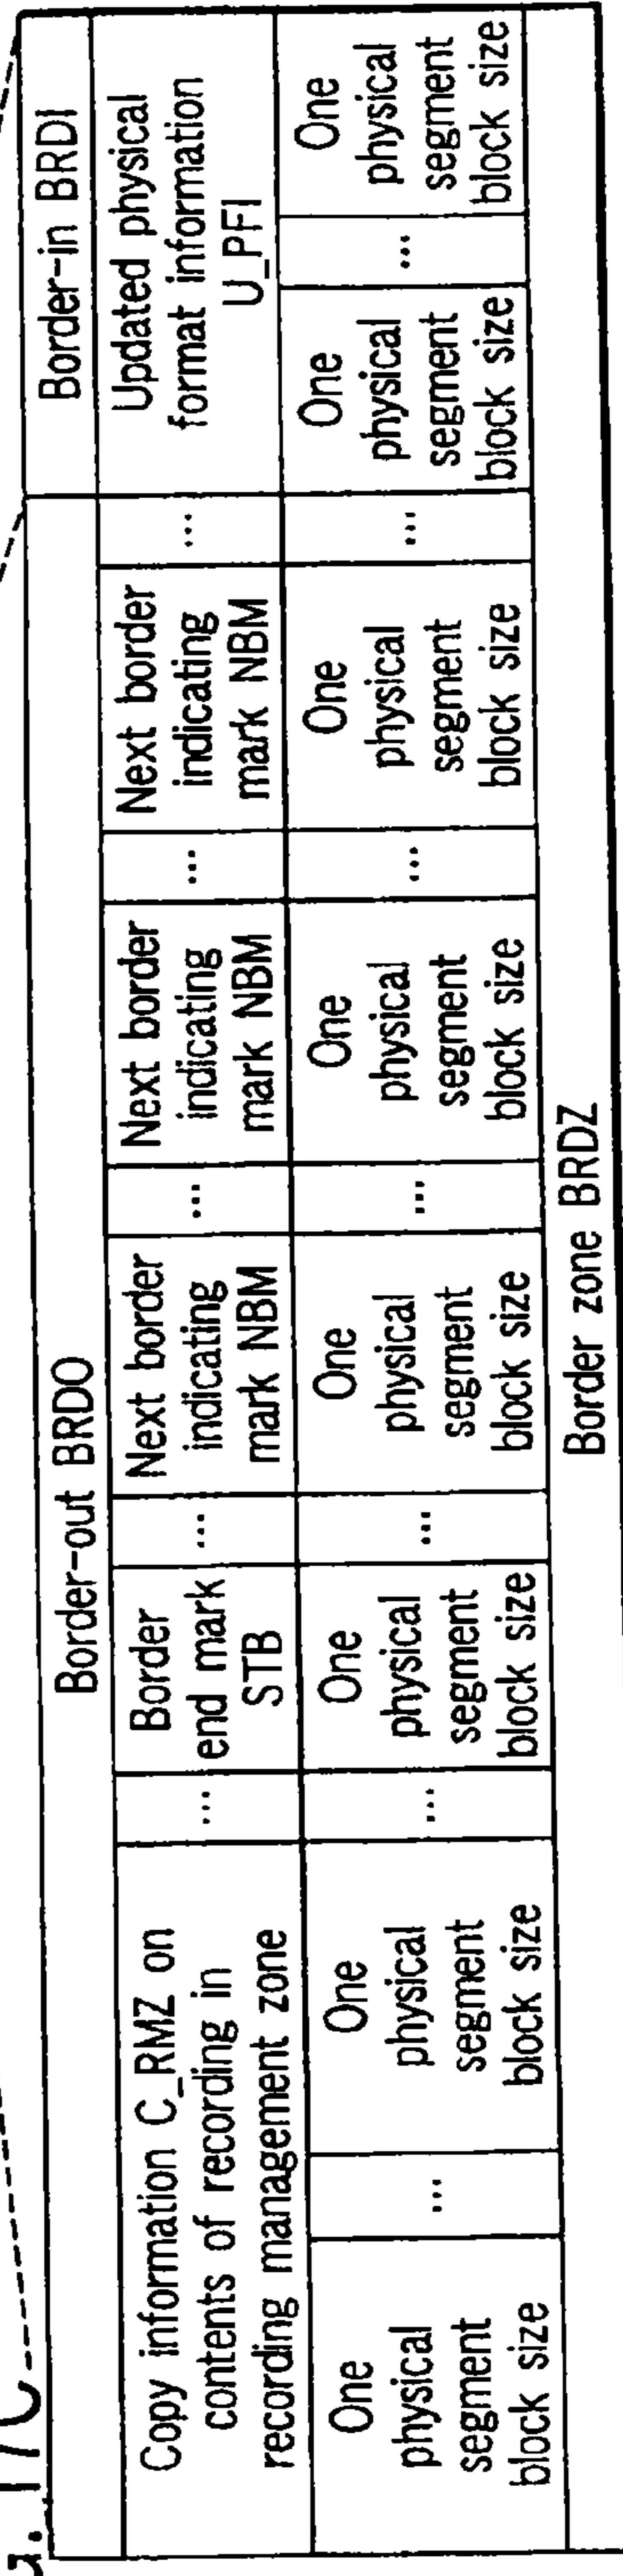 17C
Border-out BRDO
Border-in BRDI
Copy information C_RMZ on
contents of recording in
recording management zone
...
Border
end mark
STB
...
Next border
indicating
mark NBM
...
Next border
indicating
mark NBM
...
Next border
indicating
mark NBM
...
Updated physical
format information
U_PFI
One
physical
segment
block size
...
One
physical
segment
block size
...
One
physical
segment
block size
...
One
physical
segment
block size
...
One
physical
segment
block size
...
One
physical
segment
block size
...
One
physical
segment
block size
...
One
physical
segment
block size
Border zone BRDZ